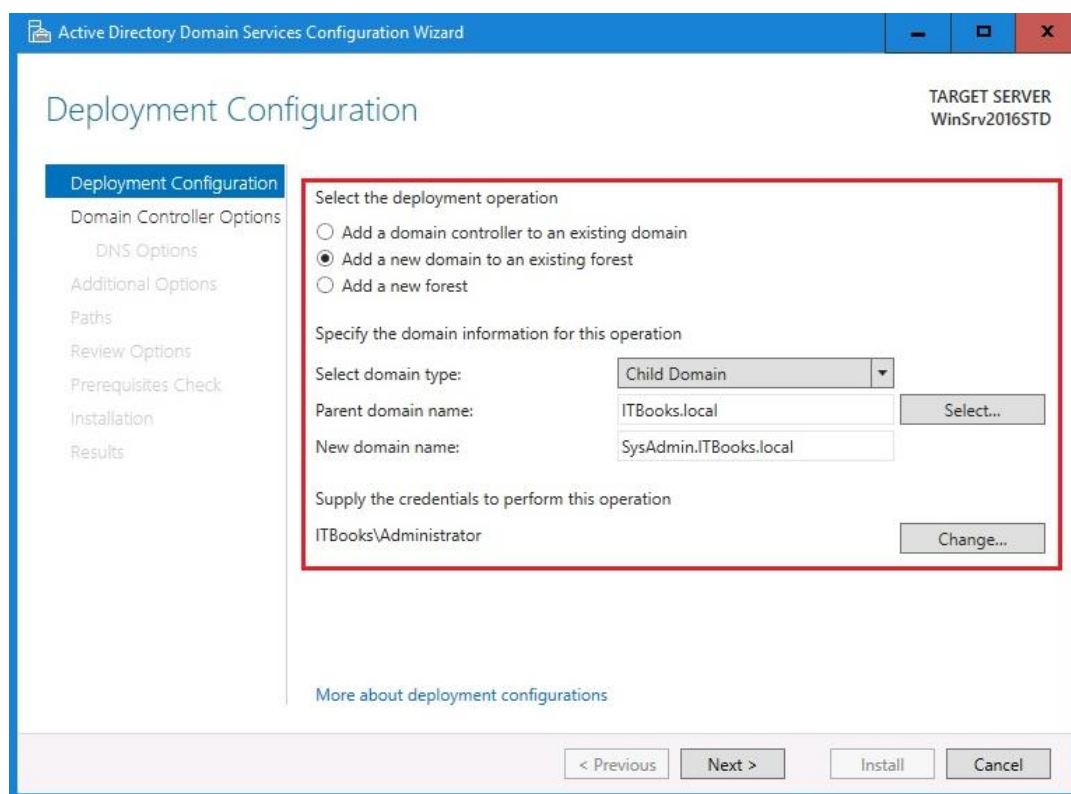 Active Directory Domain Services Configuration Wizard
Deployment Configuration
TARGET SERVER
WinSrv2016STD
Deployment Configuration
Domain Controller Options
DNS Options
Additional Options
Paths
Review Options
Prerequisites Check
Installation
Results
Select the deployment operation
Add a domain controller to an existing domain
Add a new domain to an existing forest
Add a new forest
Specify the domain information for this operation
Select domain type: Child Domain
Parent domain name: ITBooks.local Select...
New domain name: SysAdmin.ITBooks.local
Supply the credentials to perform this operation
ITBooks\Administrator Change...
More about deployment configurations
< Previous Next > Install Cancel